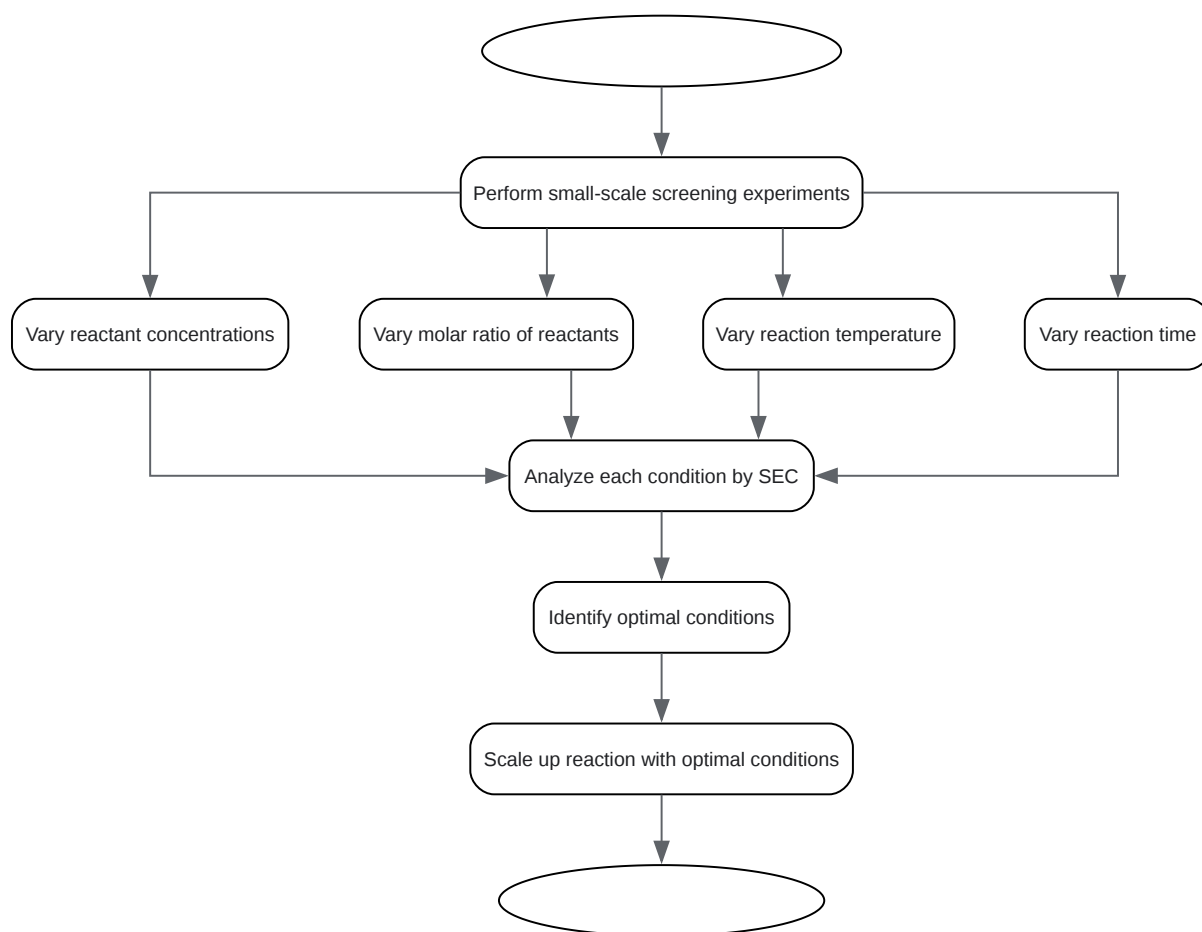 Perform small-scale screening experiments
Vary reactant concentrations
Vary molar ratio of reactants
Vary reaction temperature
Vary reaction time
Analyze each condition by SEC
Identify optimal conditions
Scale up reaction with optimal conditions